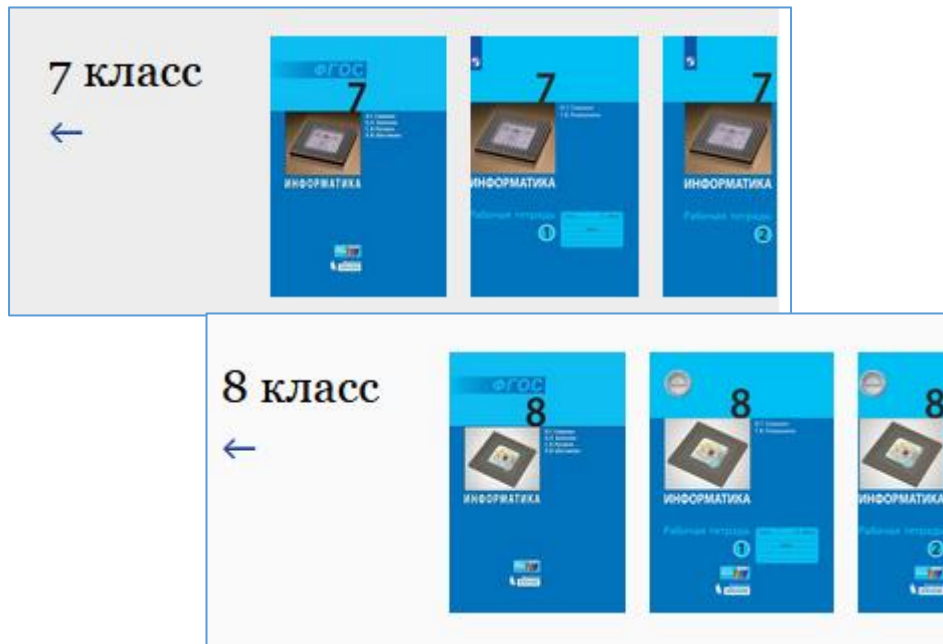 7 класс
ФГОС
7
ИНФОРМАТИКА
7
ИНФОРМАТИКА
Рабочая тетрадь
1
7
ИНФОРМАТИКА
Рабочая тетрадь
2
8 класс
ФГОС
8
ИНФОРМАТИКА
8
ИНФОРМАТИКА
Рабочая тетрадь
1
8
ИНФОРМАТИКА
Рабочая тетрадь
2